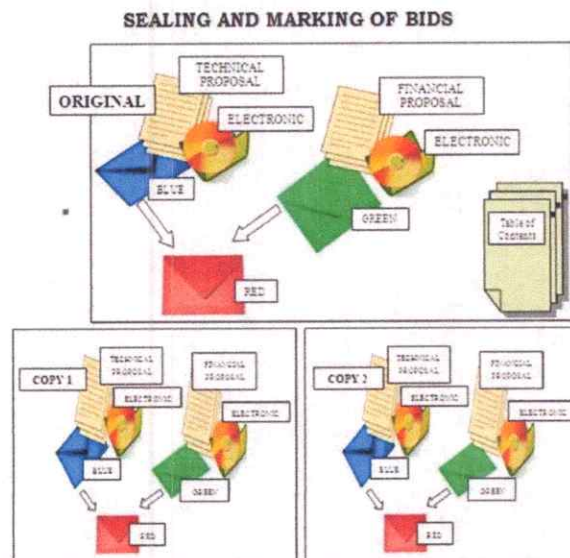 SEALING AND MARKING OF BIDS
TECHNICAL
PROPOSAL
FINANCIAL
PROPOSAL
ORIGINAL
ELECTRONIC
ELECTRONIC
BLUE
GREEN
Table of
Contents
RED
TECHNICAL
PROPOSAL
FINANCIAL
PROPOSAL
COPY 1
ELECTRONIC
ELECTRONIC
BLUE
GREEN
RED
TECHNICAL
PROPOSAL
FINANCIAL
PROPOSAL
COPY 2
ELECTRONIC
ELECTRONIC
BLUE
GREEN
RED